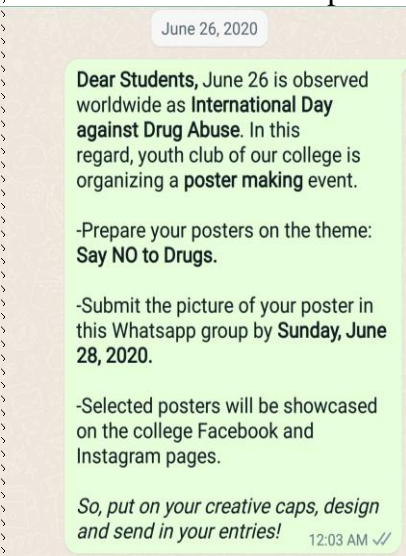 June 26, 2020
Dear Students, June 26 is observed
worldwide as International Day
against Drug Abuse. In this
regard, youth club of our college is
organizing a poster making event.
-Prepare your posters on the theme:
Say NO to Drugs.
-Submit the picture of your poster in
this Whatsapp group by Sunday, June
28, 2020.
-Selected posters will be showcased
on the college Facebook and
Instagram pages.
So, put on your creative caps, design
and send in your entries! 12:03 AM